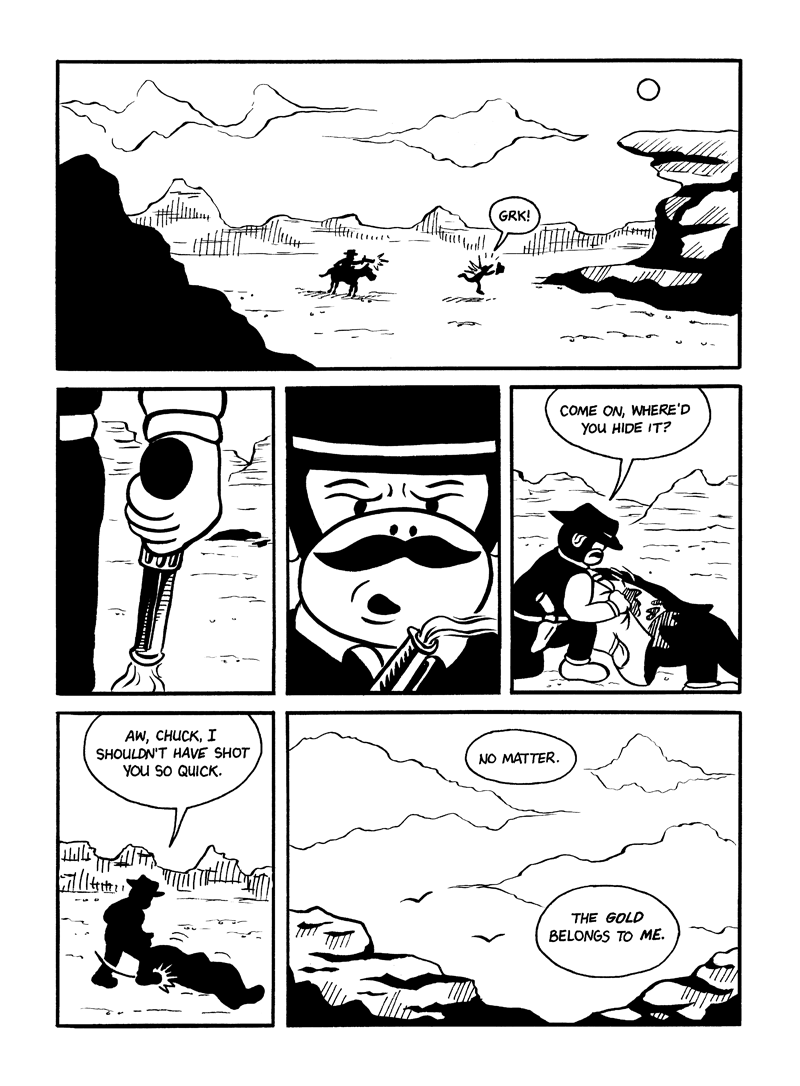 GRK!
COME ON, WHERE'D
YOU HIDE IT?
AW, CHUCK, I
SHOULDN'T HAVE SHOT
YOU SO QUICK.
NO MATTER.
THE GOLD
BELONGS TO ME.